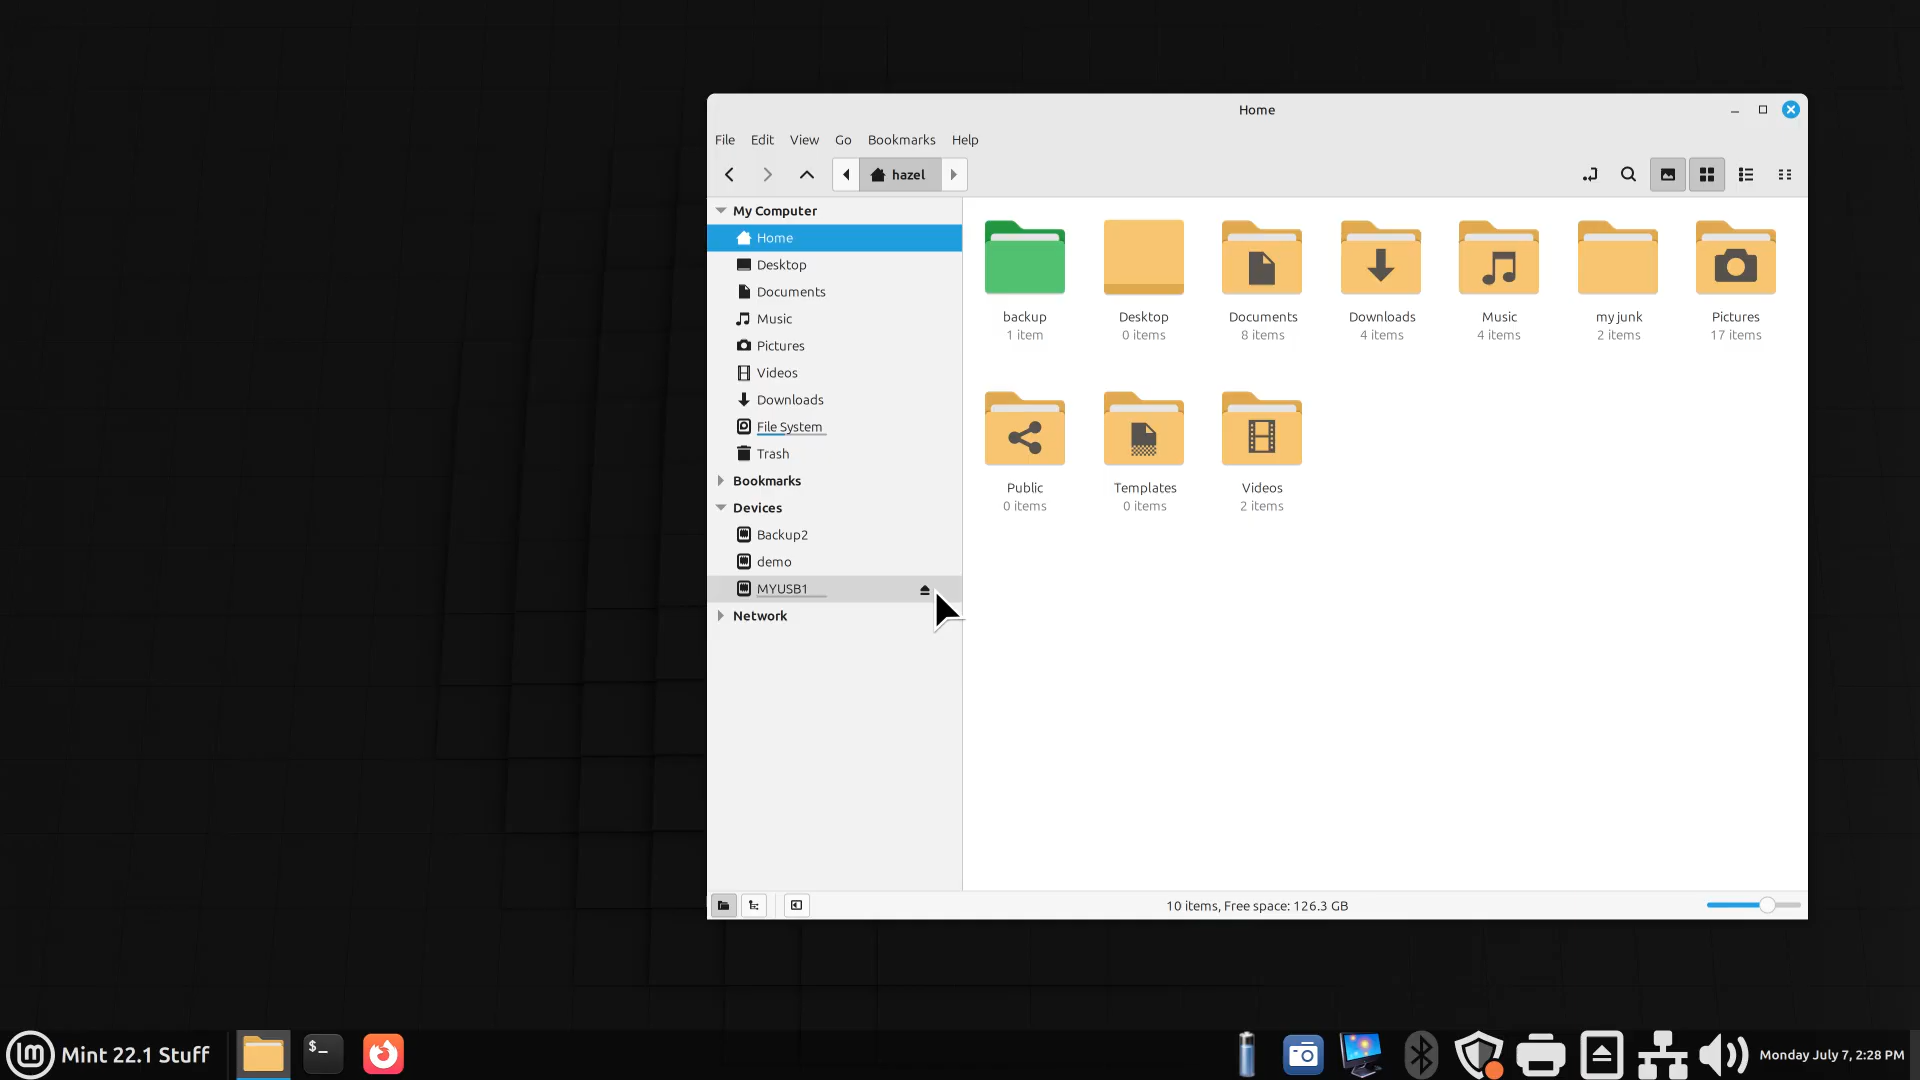 Home
File Edit View Go Bookmarks Help
hazel
My Computer
Home
Desktop
Documents
Music
Pictures
Videos
Downloads
File System
Trash
Bookmarks
Devices
Backup2
demo
MYUSB1
Network
backup Desktop Documents Downloads Music my junk Pictures
1 item 0 items 8 items 4 items 4 items 2 items 17 items
Public Templates Videos
0 items 0 items 2 items
10 items, Free space: 126.3 GB
Mint 22.1 Stuff
$_
Monday July 7, 2:28 PM